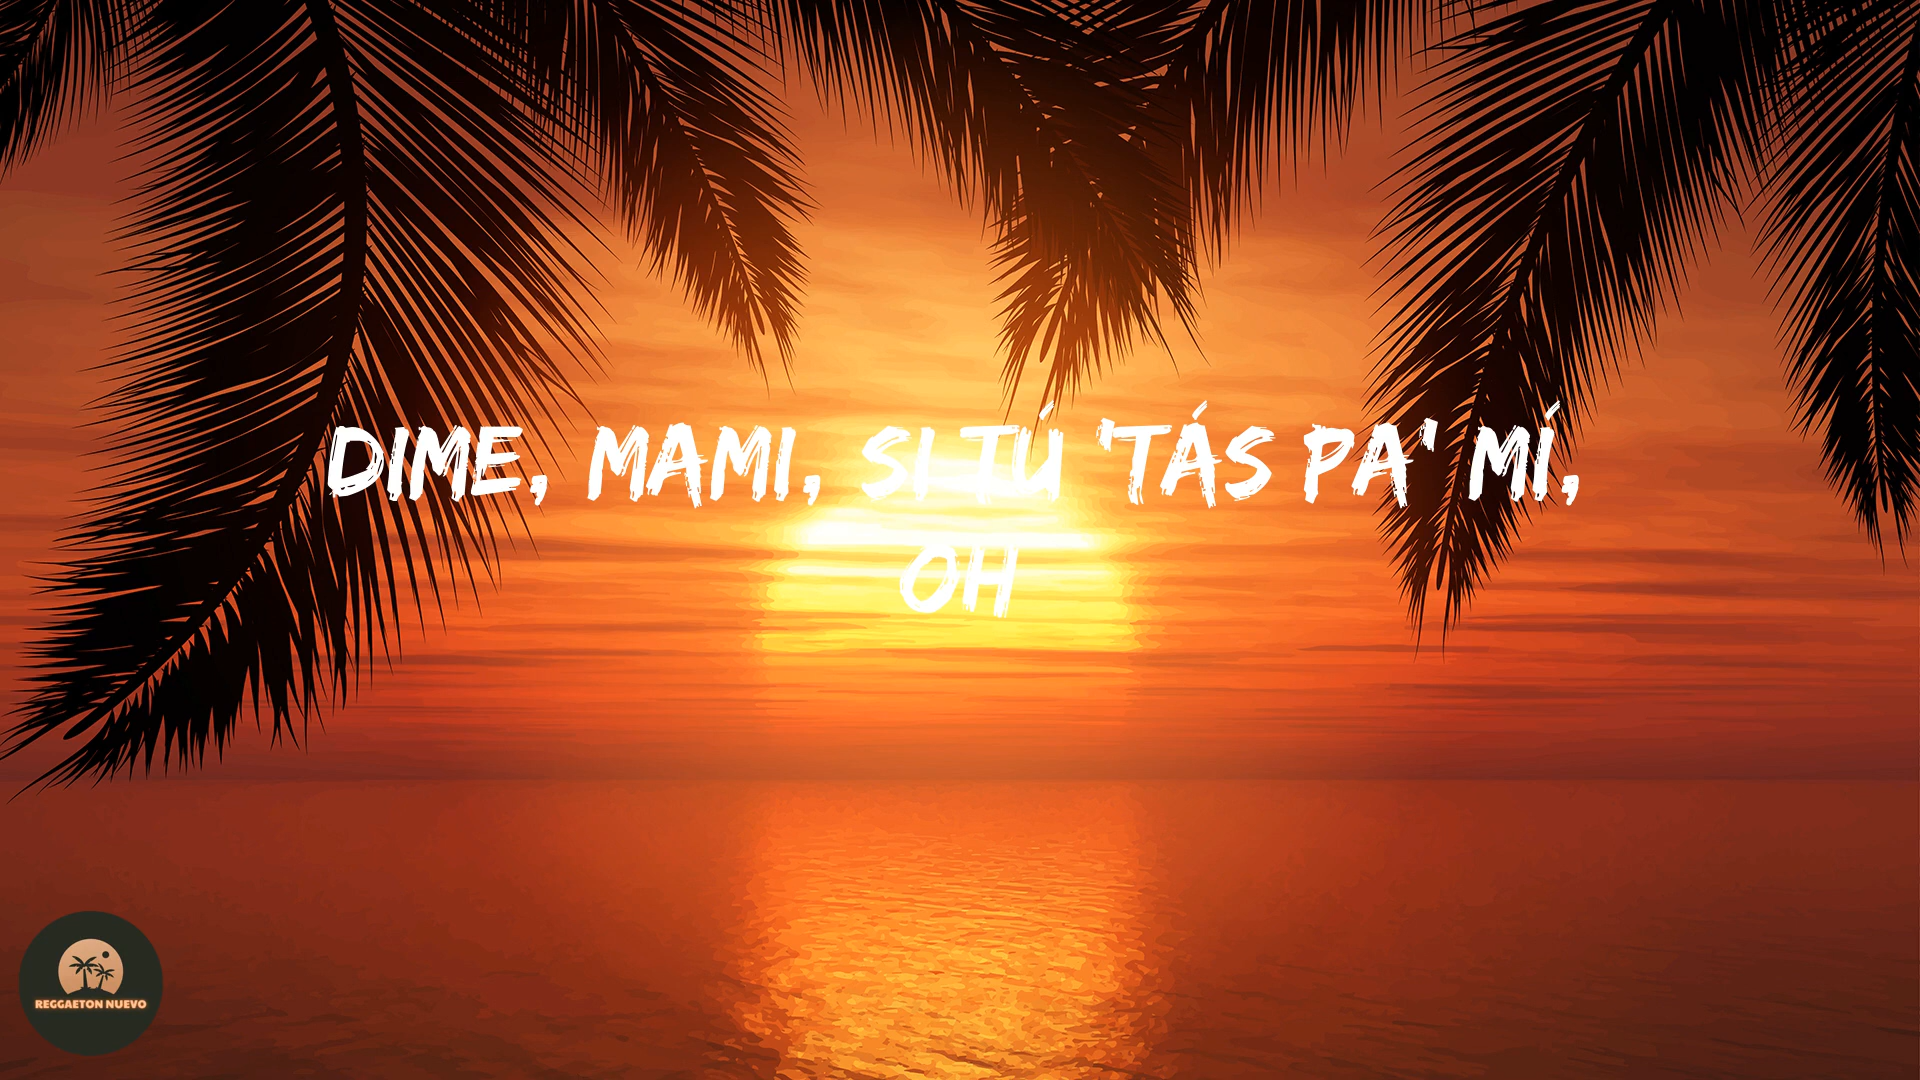 DIME, MAMI, SI TÚ 'TÁS PA' MÍ,
OH
REGGAETON NUEVO